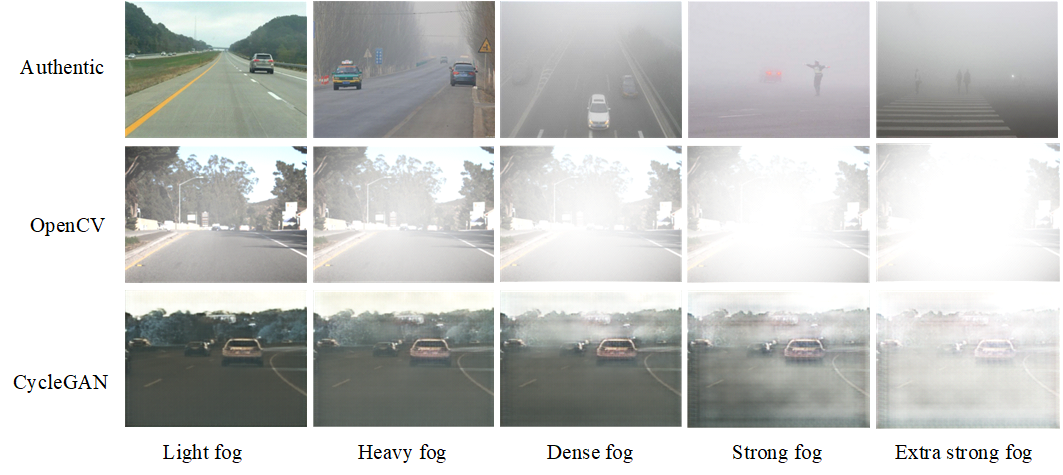 Authentic
OpenCV
CycleGAN
Light fog
Heavy fog
Dense fog
Strong fog
Extra strong fog